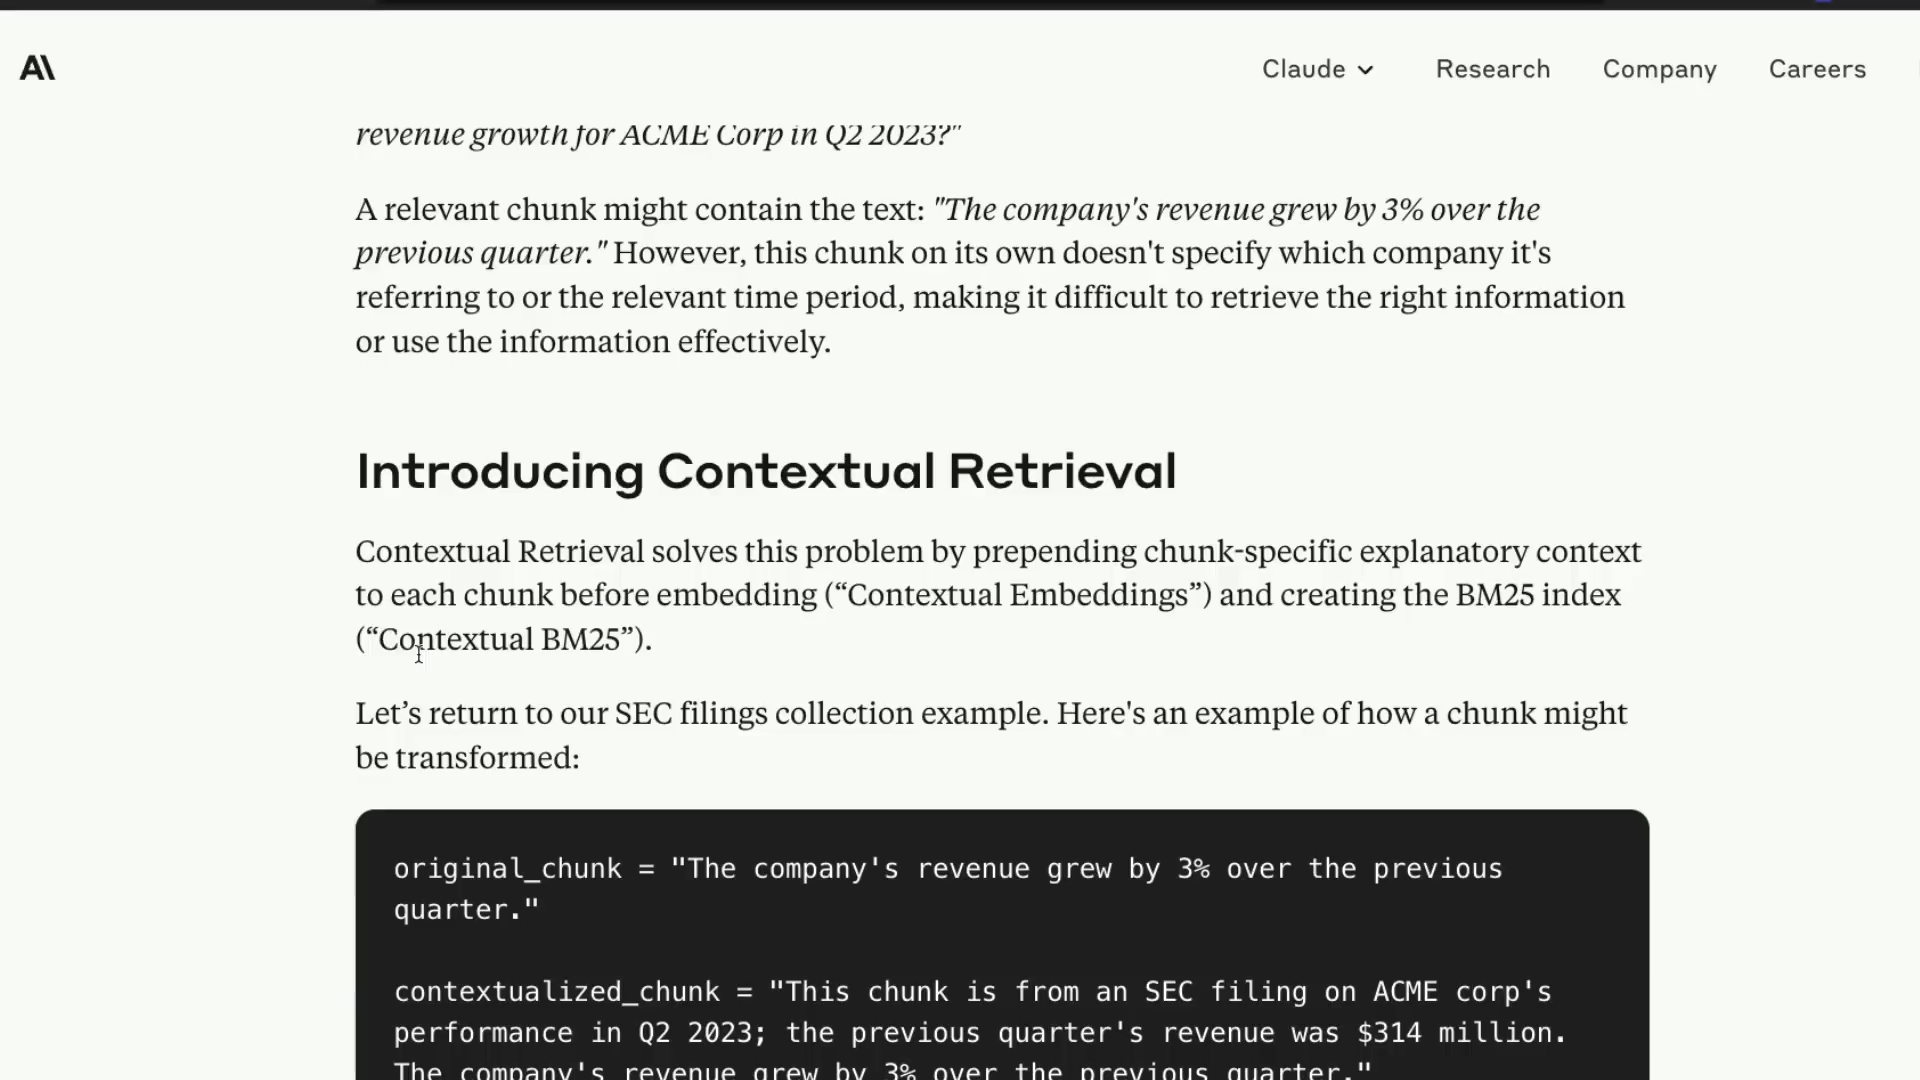 A\
Claude Research Company Careers
revenue growth for ACME Corp in Q2 2023?"
A relevant chunk might contain the text: "The company's revenue grew by 3% over the
previous quarter." However, this chunk on its own doesn't specify which company it's
referring to or the relevant time period, making it difficult to retrieve the right information
or use the information effectively.
Introducing Contextual Retrieval
Contextual Retrieval solves this problem by prepending chunk-specific explanatory context
to each chunk before embedding (“Contextual Embeddings”) and creating the BM25 index
(“Contextual BM25”).
Let’s return to our SEC filings collection example. Here's an example of how a chunk might
be transformed:
original_chunk = "The company's revenue grew by 3% over the previous
quarter."
contextualized_chunk = "This chunk is from an SEC filing on ACME corp's
performance in Q2 2023; the previous quarter's revenue was $314 million.
The company's revenue grew by 3% over the previous quarter."